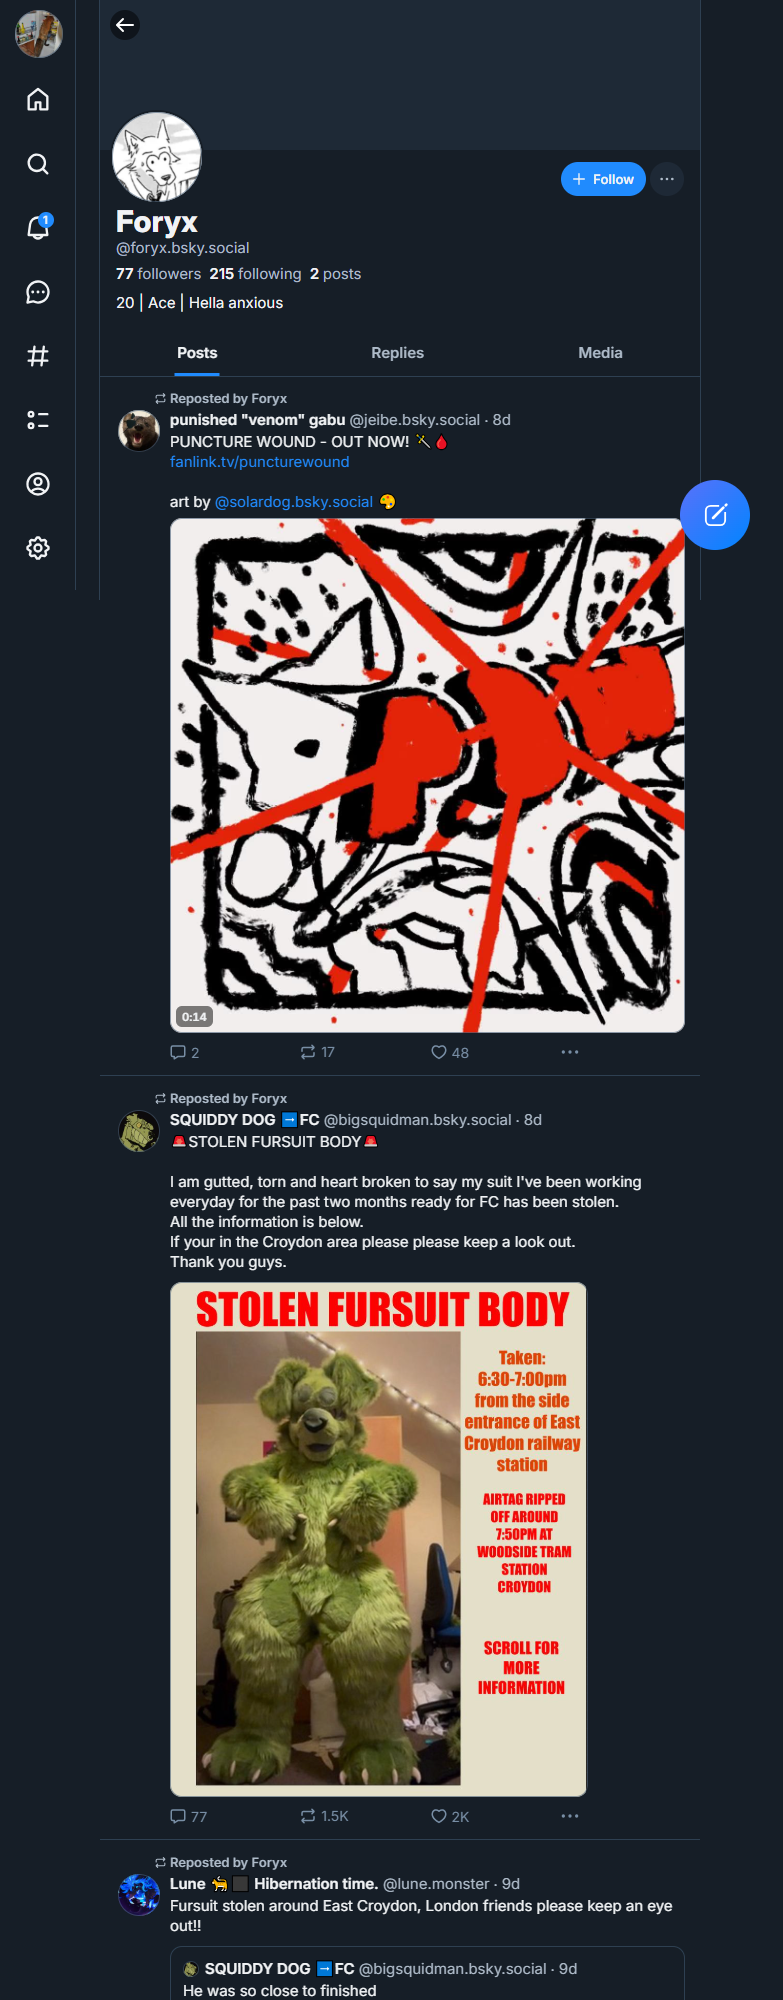 1
Follow
Foryx
@foryx.bsky.social
77 followers 215 following 2 posts
20 | Ace | Hella anxious
Posts Replies Media
Reposted by Foryx
punished "venom" gabu @jeibe.bsky.social · 8d
PUNCTURE WOUND - OUT NOW! 🗡️🩸
fanlink.tv/puncturewound
art by @solardog.bsky.social 🎨
0:14
2 17 48
Reposted by Foryx
SQUIDDY DOG ➡️FC @bigsquidman.bsky.social · 8d
🚨STOLEN FURSUIT BODY🚨
I am gutted, torn and heart broken to say my suit I've been working
everyday for the past two months ready for FC has been stolen.
All the information is below.
If your in the Croydon area please please keep a look out.
Thank you guys.
STOLEN FURSUIT BODY
Taken:
6:30-7:00pm
from the side
entrance of East
Croydon railway
station
AIRTAG RIPPED
OFF AROUND
7:50PM AT
WOODSIDE TRAM
STATION
CROYDON
SCROLL FOR
MORE
INFORMATION
77 1.5K 2K
Reposted by Foryx
Lune 🐈⬛ Hibernation time. @lune.monster · 9d
Fursuit stolen around East Croydon, London friends please keep an eye
out!!
SQUIDDY DOG ➡️FC @bigsquidman.bsky.social · 9d
He was so close to finished